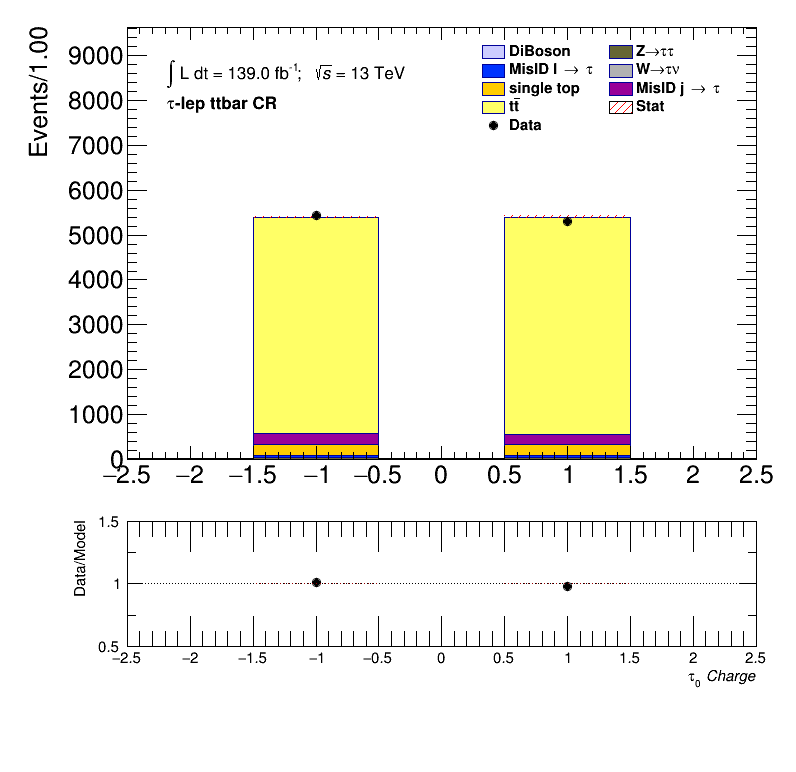 Events/1.00
9000
8000
7000
6000
5000
4000
3000
2000
1000
0
∫ L dt = 139.0 fb⁻¹; √s = 13 TeV
τ-lep ttbar CR
DiBoson
MisID l → τ
single top
tt̄
Data
Z→ττ
W→τν
MisID j → τ
Stat
−2.5 −2 −1.5 −1 −0.5 0 0.5 1 1.5 2 2.5
Data/Model
1.5
1
0.5
−2.5 −2 −1.5 −1 −0.5 0 0.5 1 1.5 2 2.5
τ₀ Charge